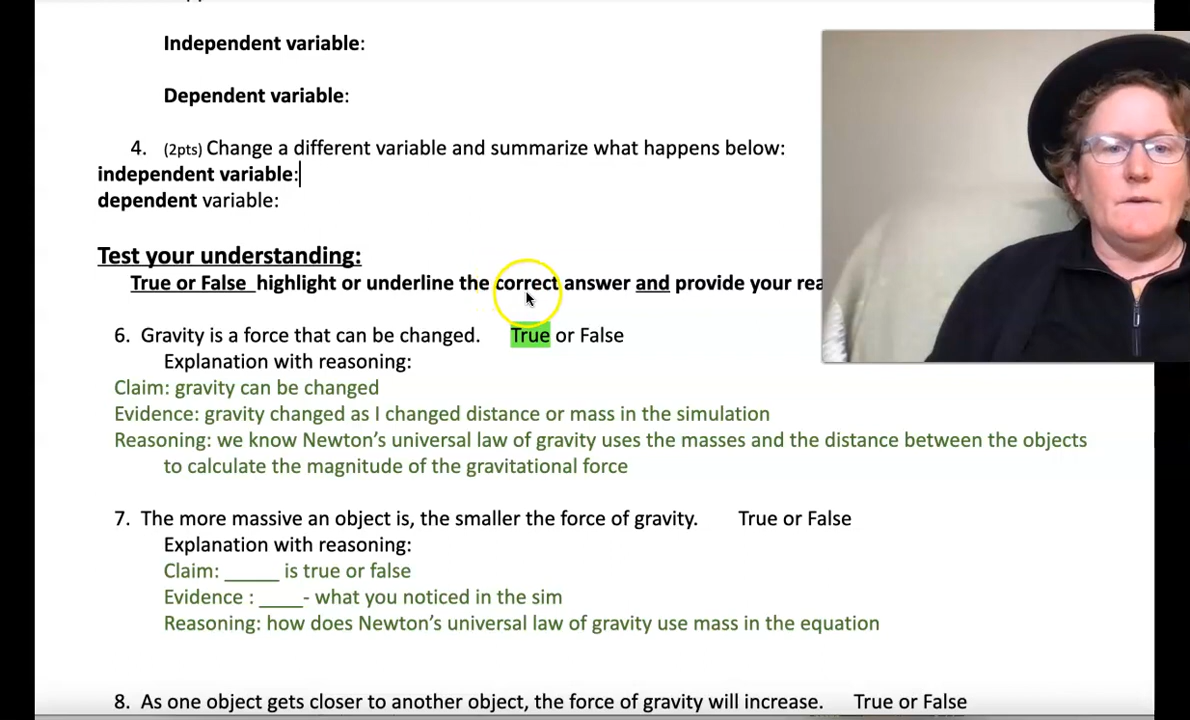 Independent variable:
Dependent variable:
4. (2pts) Change a different variable and summarize what happens below:
independent variable:
dependent variable:
Test your understanding:
True or False highlight or underline the correct answer and provide your rea
6. Gravity is a force that can be changed. True or False
Explanation with reasoning:
Claim: gravity can be changed
Evidence: gravity changed as I changed distance or mass in the simulation
Reasoning: we know Newton's universal law of gravity uses the masses and the distance between the objects
to calculate the magnitude of the gravitational force
7. The more massive an object is, the smaller the force of gravity. True or False
Explanation with reasoning:
Claim: _____ is true or false
Evidence : ____- what you noticed in the sim
Reasoning: how does Newton's universal law of gravity use mass in the equation
8. As one object gets closer to another object, the force of gravity will increase. True or False